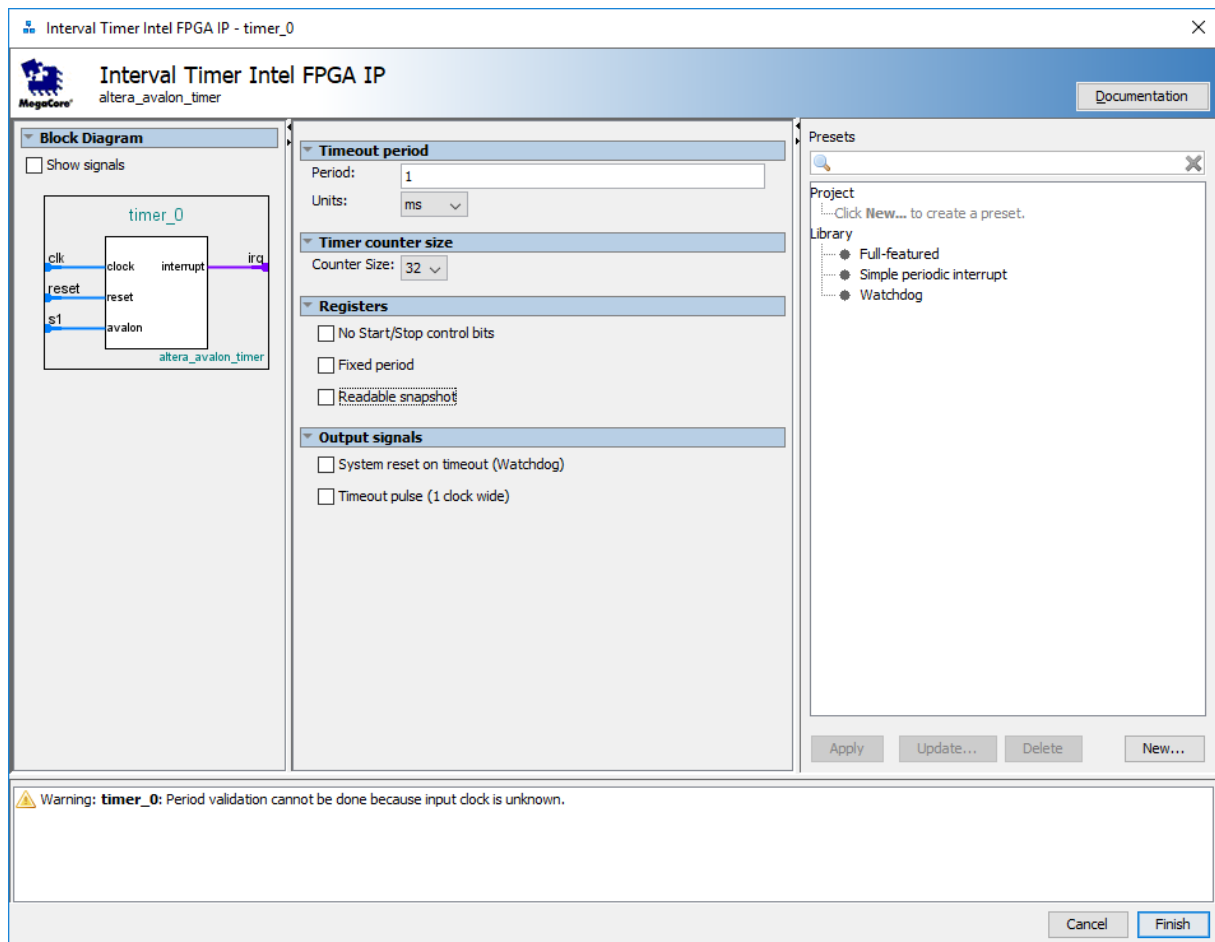 Interval Timer Intel FPGA IP - timer_0
MegaCore®
Interval Timer Intel FPGA IP
altera_avalon_timer
Documentation
Block Diagram
Show signals
timer_0
clk
clock
interrupt
irq
reset
reset
s1
avalon
altera_avalon_timer
Timeout period
Period:
1
Units:
ms
Timer counter size
Counter Size:
32
Registers
No Start/Stop control bits
Fixed period
Readable snapshot
Output signals
System reset on timeout (Watchdog)
Timeout pulse (1 clock wide)
Presets
Project
Click New... to create a preset.
Library
Full-featured
Simple periodic interrupt
Watchdog
Apply
Update...
Delete
New...
Warning: timer_0: Period validation cannot be done because input clock is unknown.
Cancel
Finish